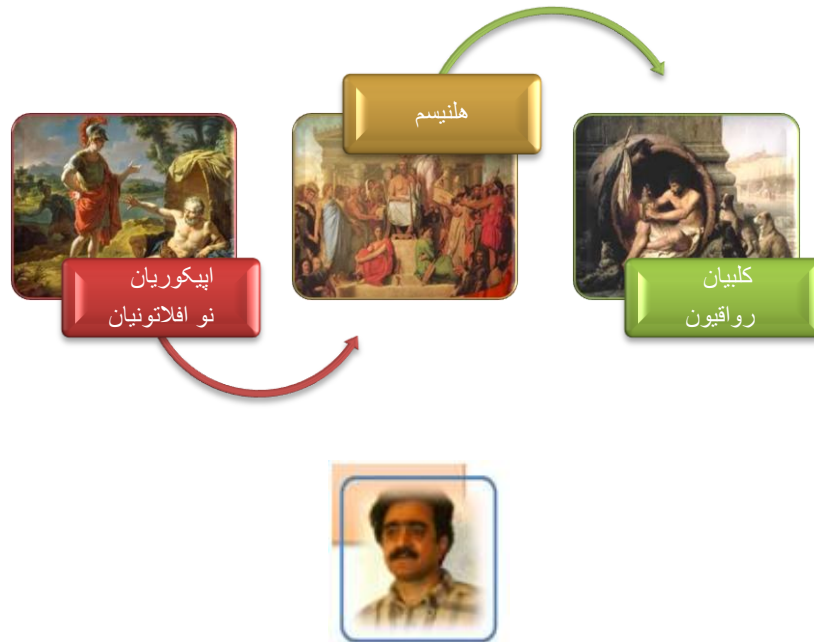 هلنیسم
اپیکوریان
نو افلاتونیان
کلبیان
رواقیون